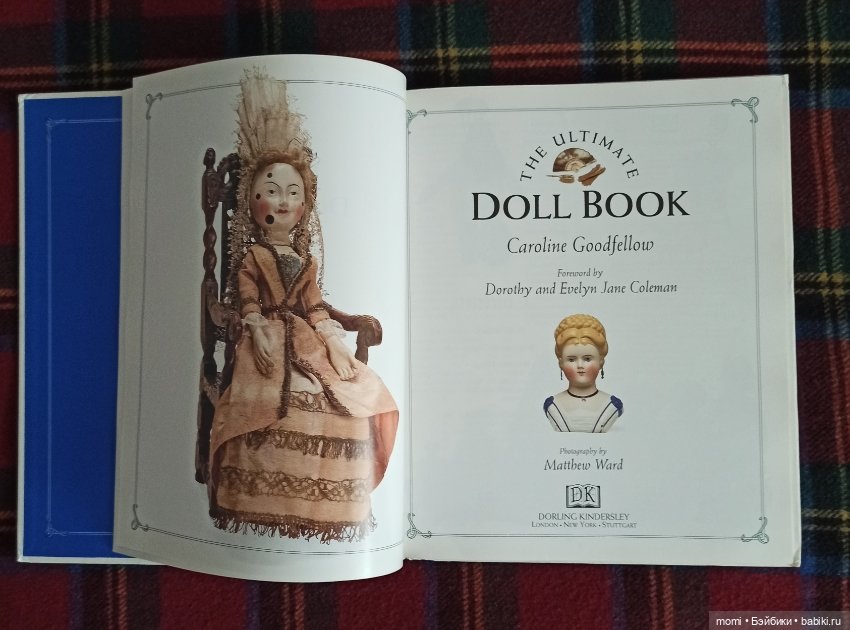 THE ULTIMATE
DOLL BOOK
Caroline Goodfellow
Foreword by
Dorothy and Evelyn Jane Coleman
Photography by
Matthew Ward
DK
DORLING KINDERSLEY
LONDON • NEW YORK • STUTTGART
momi • Бэйбики • babiki.ru